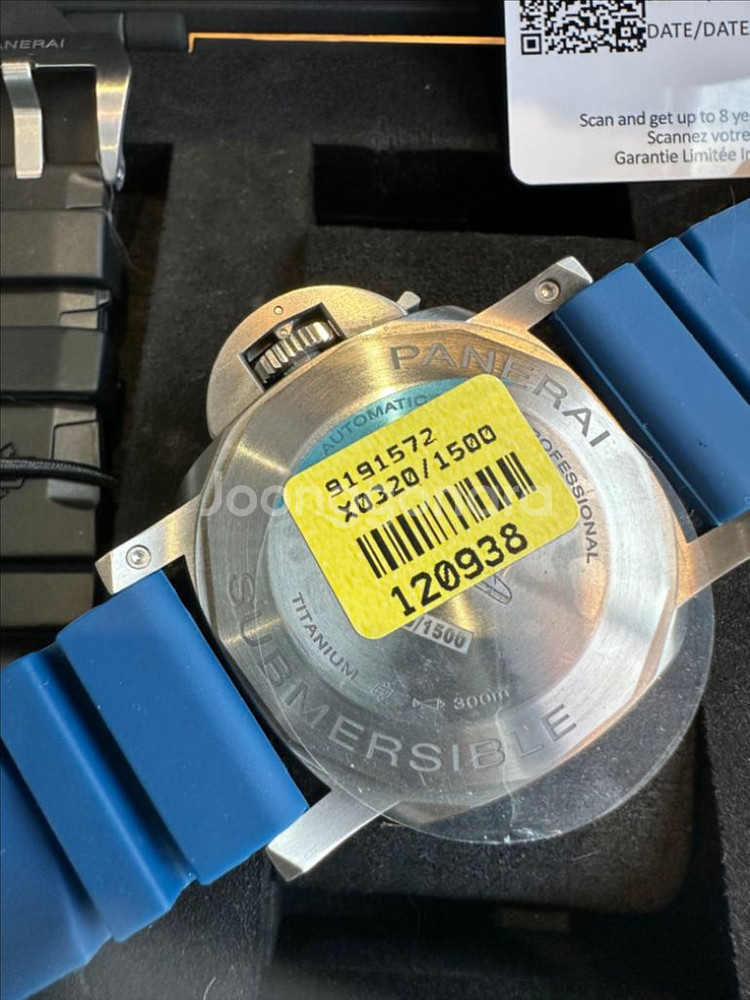 PANERAI
DATE/DATE
Scan and get up to 8 ye
Scannez votre
Garantie Limitée In
PANERAI
AUTOMATIC
PROFESSIONAL
9191572
X0320/1500
120938
Joonggonara
/1500
TITANIUM
300m
SUBMERSIBLE